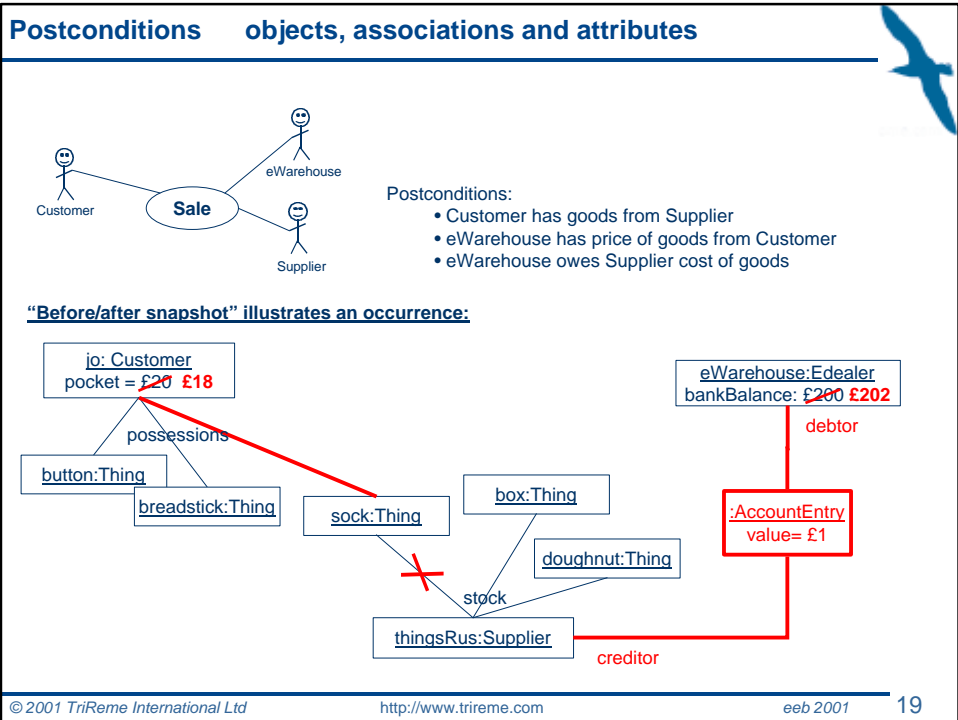 Postconditions objects, associations and attributes
eWarehouse
Customer
Sale
Supplier
Postconditions:
• Customer has goods from Supplier
• eWarehouse has price of goods from Customer
• eWarehouse owes Supplier cost of goods
“Before/after snapshot” illustrates an occurrence:
jo: Customer
pocket = £20 £18
eWarehouse:Edealer
bankBalance: £200 £202
debtor
possessions
button:Thing
breadstick:Thing
sock:Thing
box:Thing
:AccountEntry
value= £1
doughnut:Thing
stock
thingsRus:Supplier
creditor
© 2001 TriReme International Ltd http://www.trireme.com eeb 2001 19